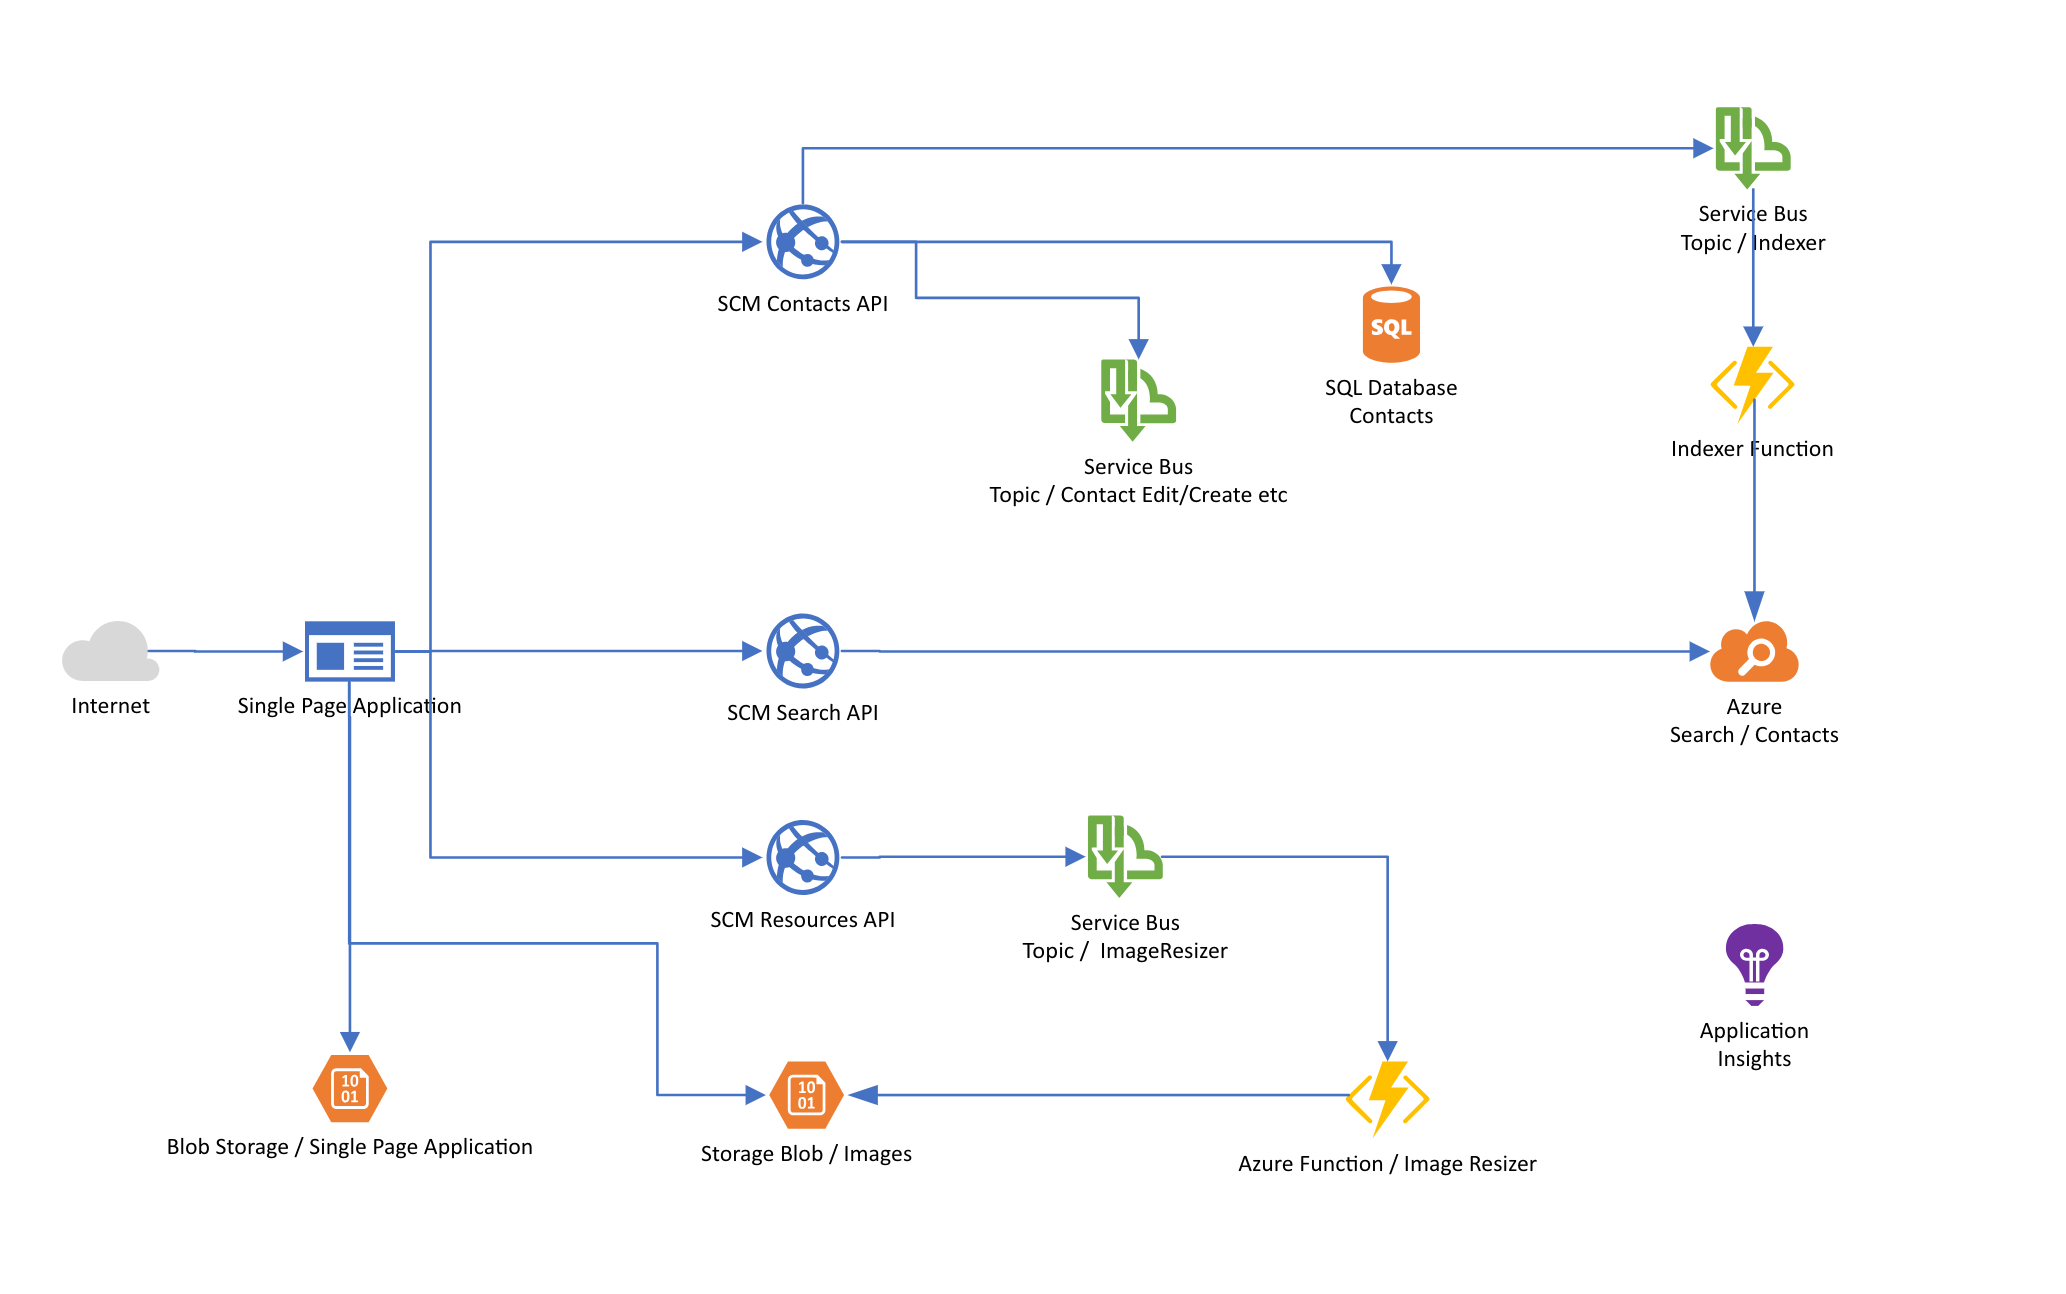 Service Bus
Topic / Indexer
SCM Contacts API
SQL
SQL Database
Contacts
Indexer Function
Service Bus
Topic / Contact Edit/Create etc
Internet
Single Page Application
SCM Search API
Azure
Search / Contacts
SCM Resources API
Service Bus
Topic /  ImageResizer
Application
Insights
10
01
Blob Storage / Single Page Application
10
01
Storage Blob / Images
Azure Function / Image Resizer